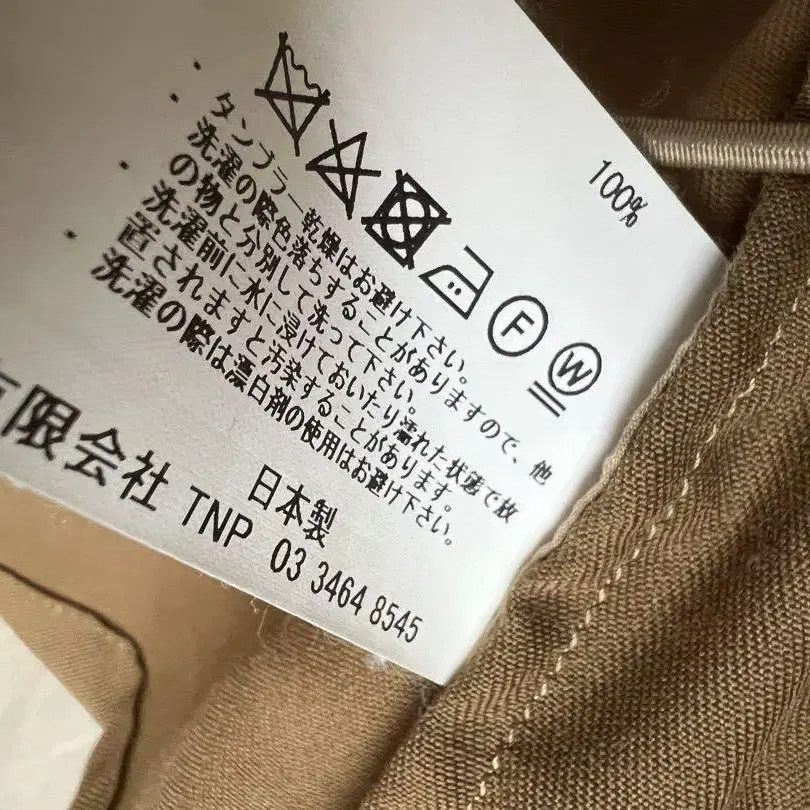 100%
F W
・タンブラー乾燥はお避け下さい。
・洗濯の際色落ちすることがありますので、他
の物と分別して洗って下さい。
・洗濯前に水に浸けておいたり濡れた状態で放
置されますと汚染することがあります。
・洗濯の際は漂白剤の使用はお避け下さい。
日本製
有限会社 TNP 03 3464 8545